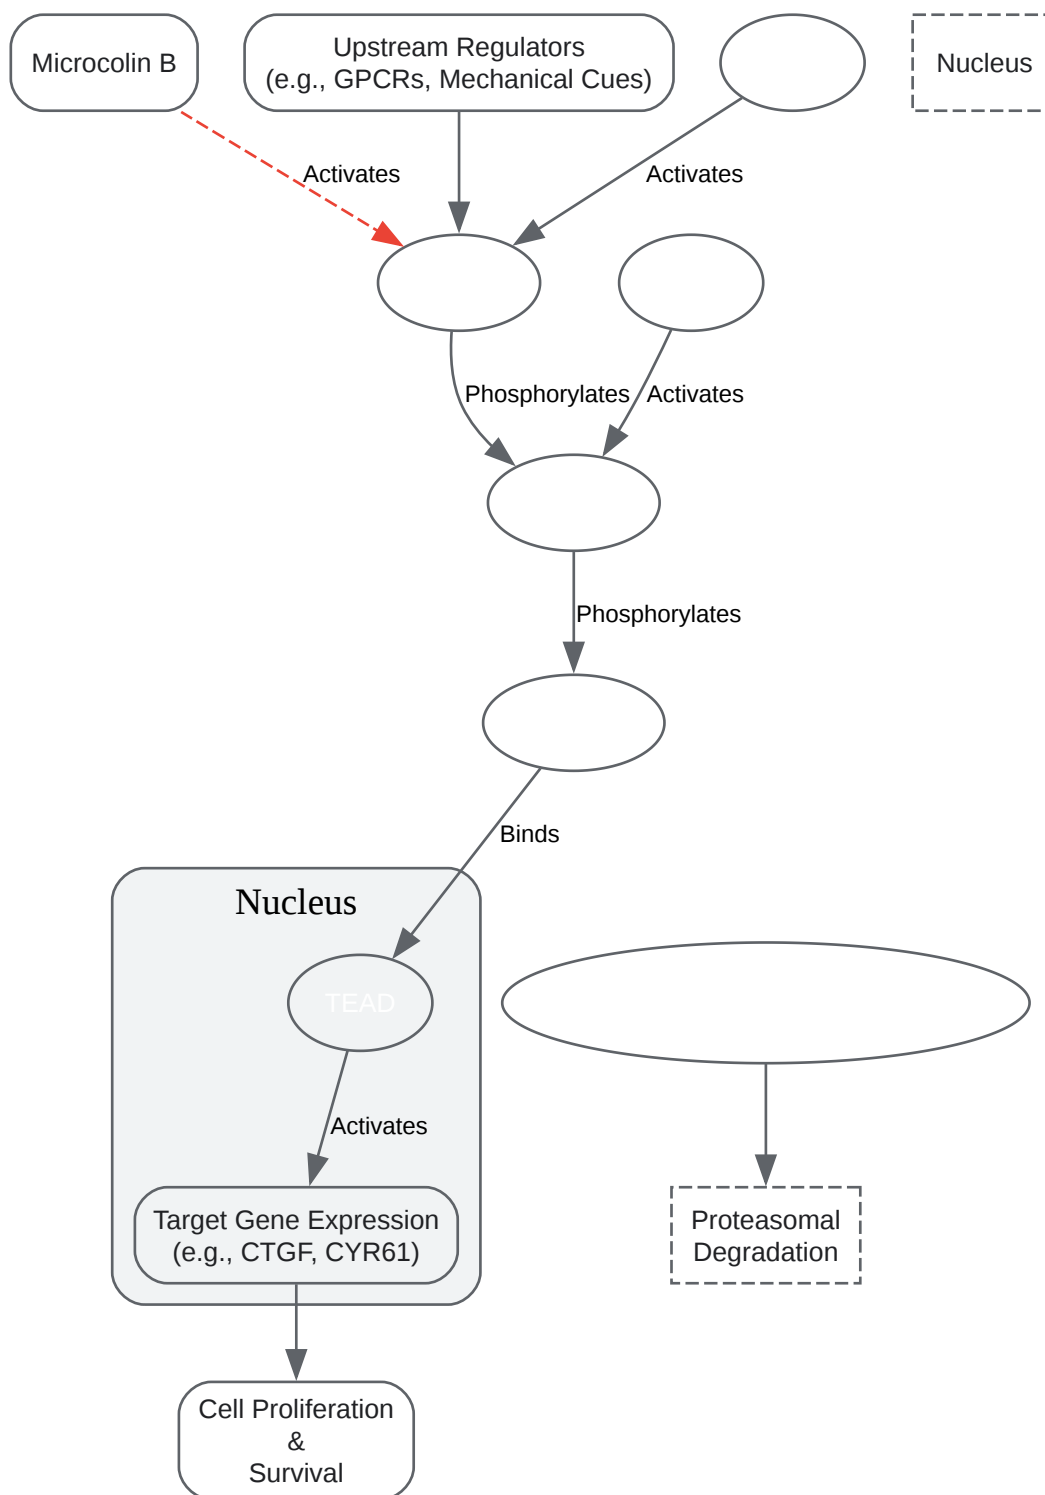 Microcolin B
Upstream Regulators
(e.g., GPCRs, Mechanical Cues)
Nucleus
Activates
Activates
Phosphorylates
Activates
Phosphorylates
Binds
Nucleus
TEAD
Activates
Target Gene Expression
(e.g., CTGF, CYR61)
Proteasomal
Degradation
Cell Proliferation
&
Survival